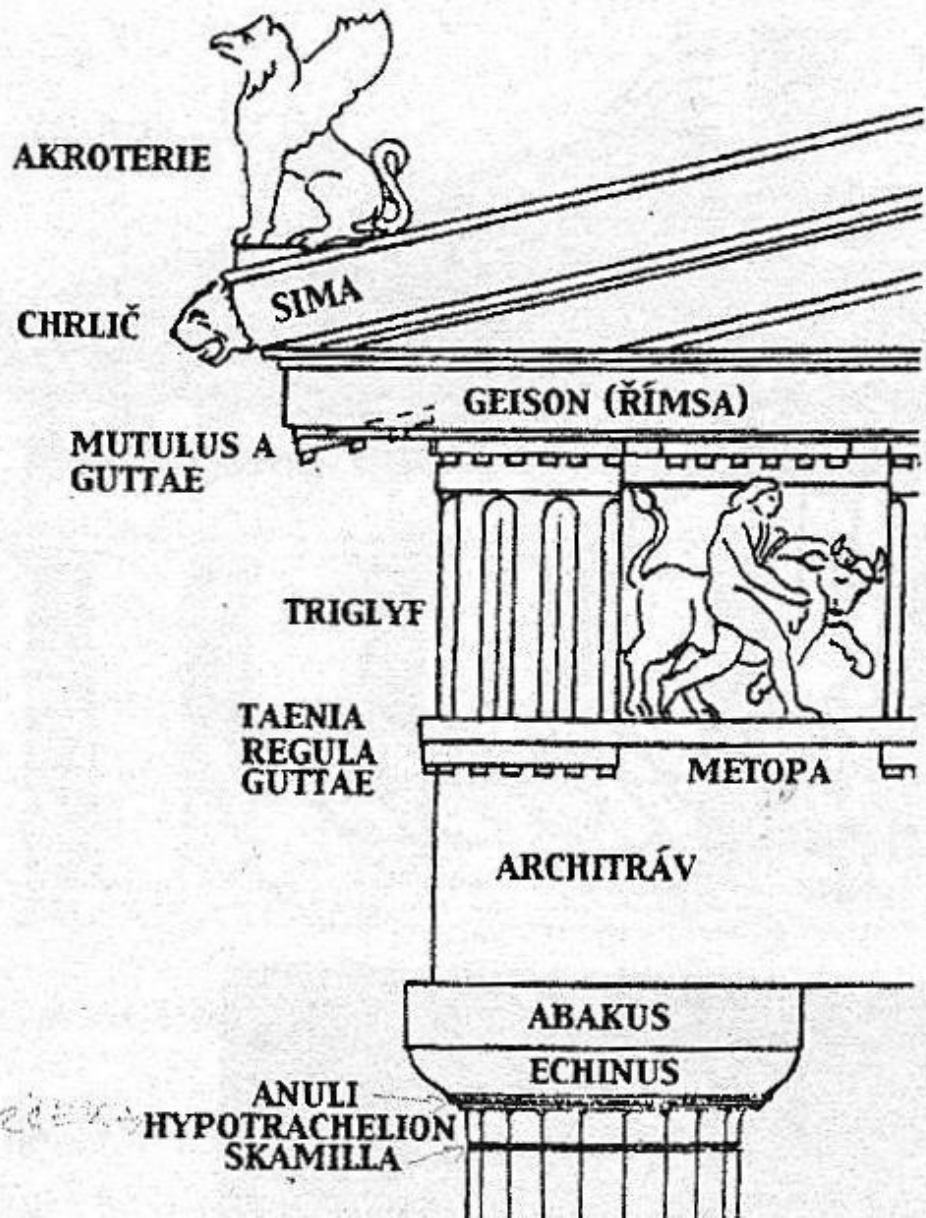 AKROTERIE
SIMA
CHRLIČ
GEISON (ŘÍMSA)
MUTULUS A
GUTTAE
TRIGLYF
TAENIA
REGULA
GUTTAE
METOPA
ARCHITRÁV
ABAKUS
ECHINUS
ANULI
HYPOTRACHELION
SKAMILLA